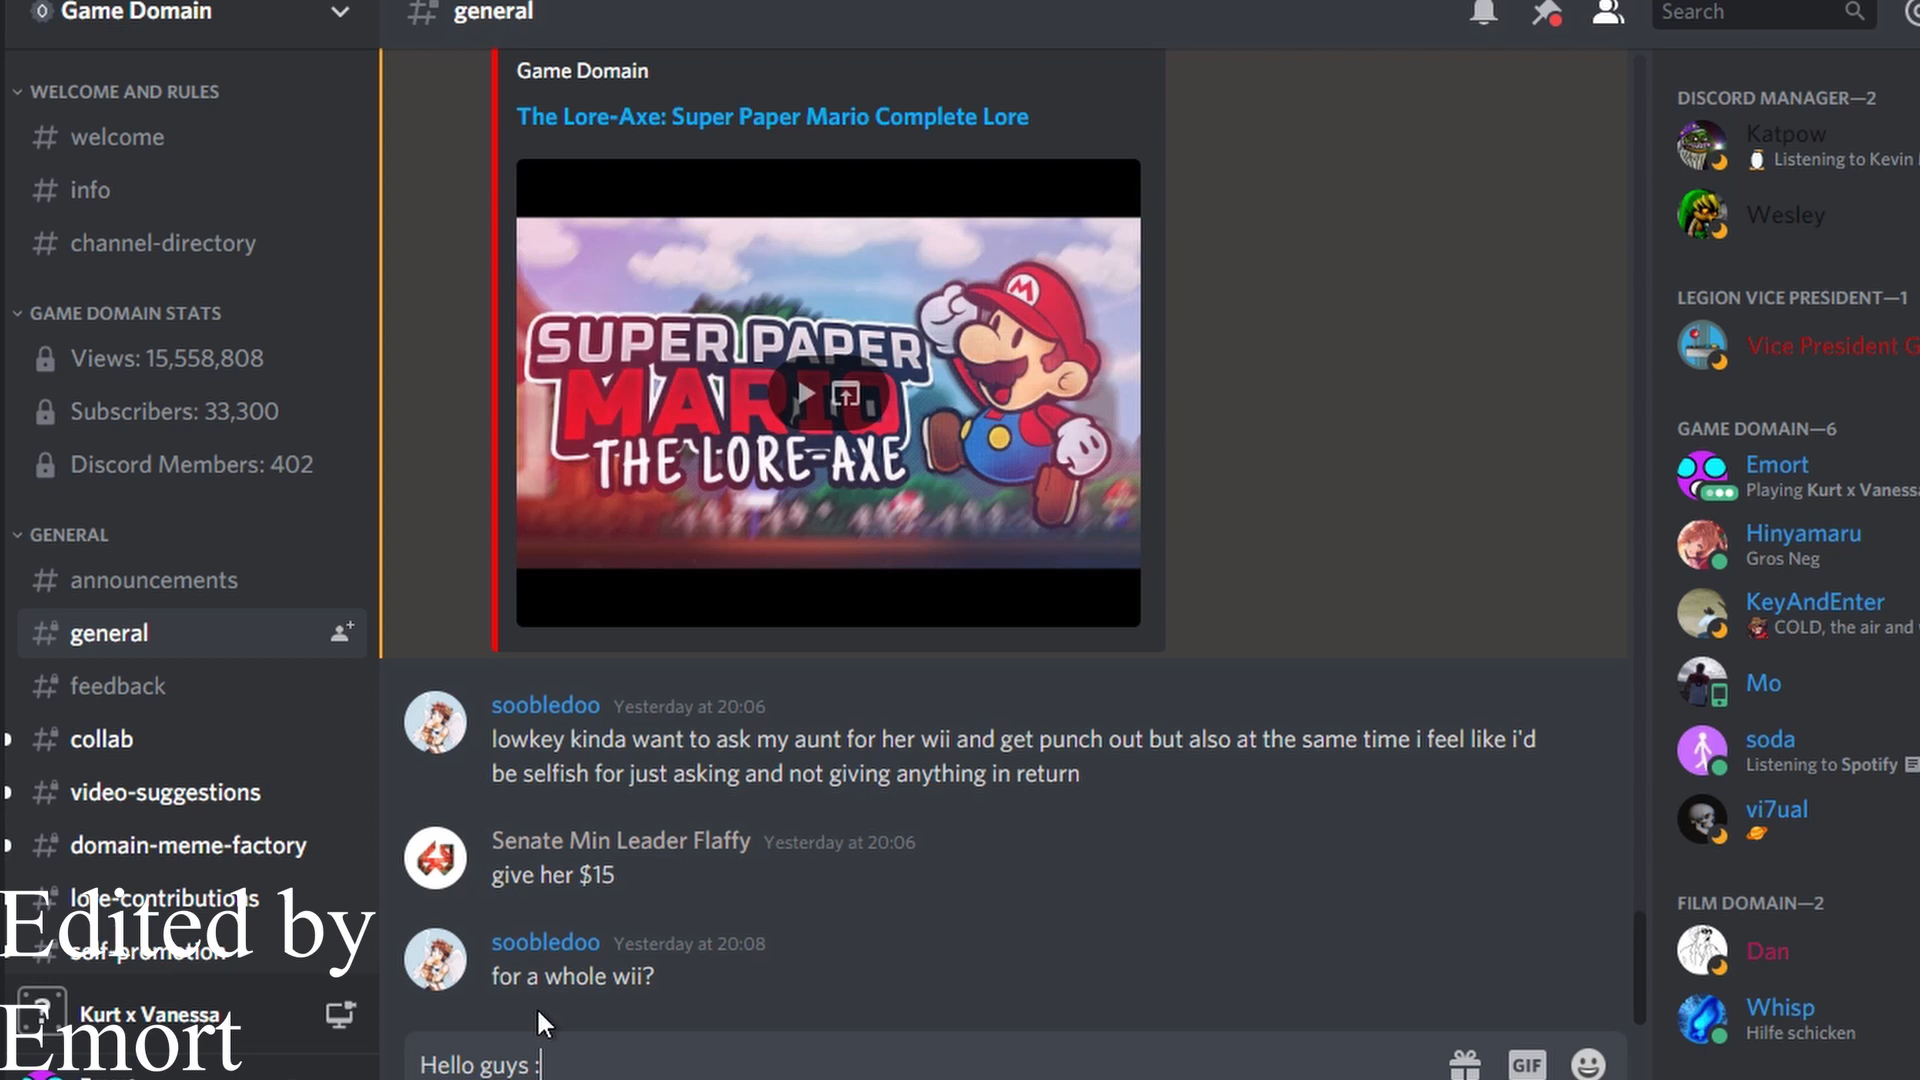 Game Domain
general
Search
WELCOME AND RULES
welcome
info
channel-directory
GAME DOMAIN STATS
Views: 15,558,808
Subscribers: 33,300
Discord Members: 402
GENERAL
announcements
general
feedback
collab
video-suggestions
domain-meme-factory
lore-contributions
self-promotion
Edited by
Emort
Kurt x Vanessa
Game Domain
The Lore-Axe: Super Paper Mario Complete Lore
SUPER PAPER
MARIO
THE LORE-AXE
M
soobledoo Yesterday at 20:06
lowkey kinda want to ask my aunt for her wii and get punch out but also at the same time i feel like i'd
be selfish for just asking and not giving anything in return
Senate Min Leader Flaffy Yesterday at 20:06
give her $15
soobledoo Yesterday at 20:08
for a whole wii?
Hello guys :
GIF
DISCORD MANAGER—2
Katpow
Listening to Kevin
Wesley
LEGION VICE PRESIDENT—1
Vice President G
GAME DOMAIN—6
Emort
Playing Kurt x Vanessa
Hinyamaru
Gros Neg
KeyAndEnter
COLD, the air and
Mo
soda
Listening to Spotify
vi7ual
FILM DOMAIN—2
Dan
Whisp
Hilfe schicken